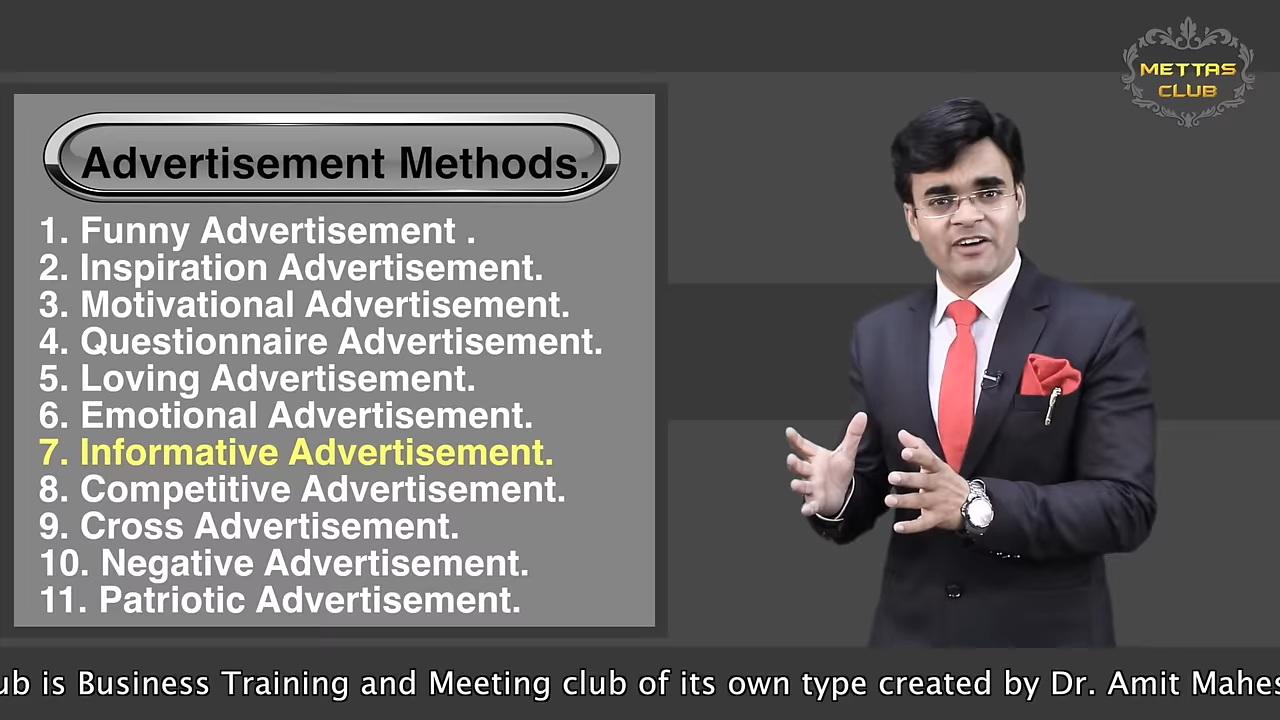 METTAS
CLUB
Advertisement Methods.
1. Funny Advertisement .
2. Inspiration Advertisement.
3. Motivational Advertisement.
4. Questionnaire Advertisement.
5. Loving Advertisement.
6. Emotional Advertisement.
7. Informative Advertisement.
8. Competitive Advertisement.
9. Cross Advertisement.
10. Negative Advertisement.
11. Patriotic Advertisement.
ub is Business Training and Meeting club of its own type created by Dr. Amit Mahes